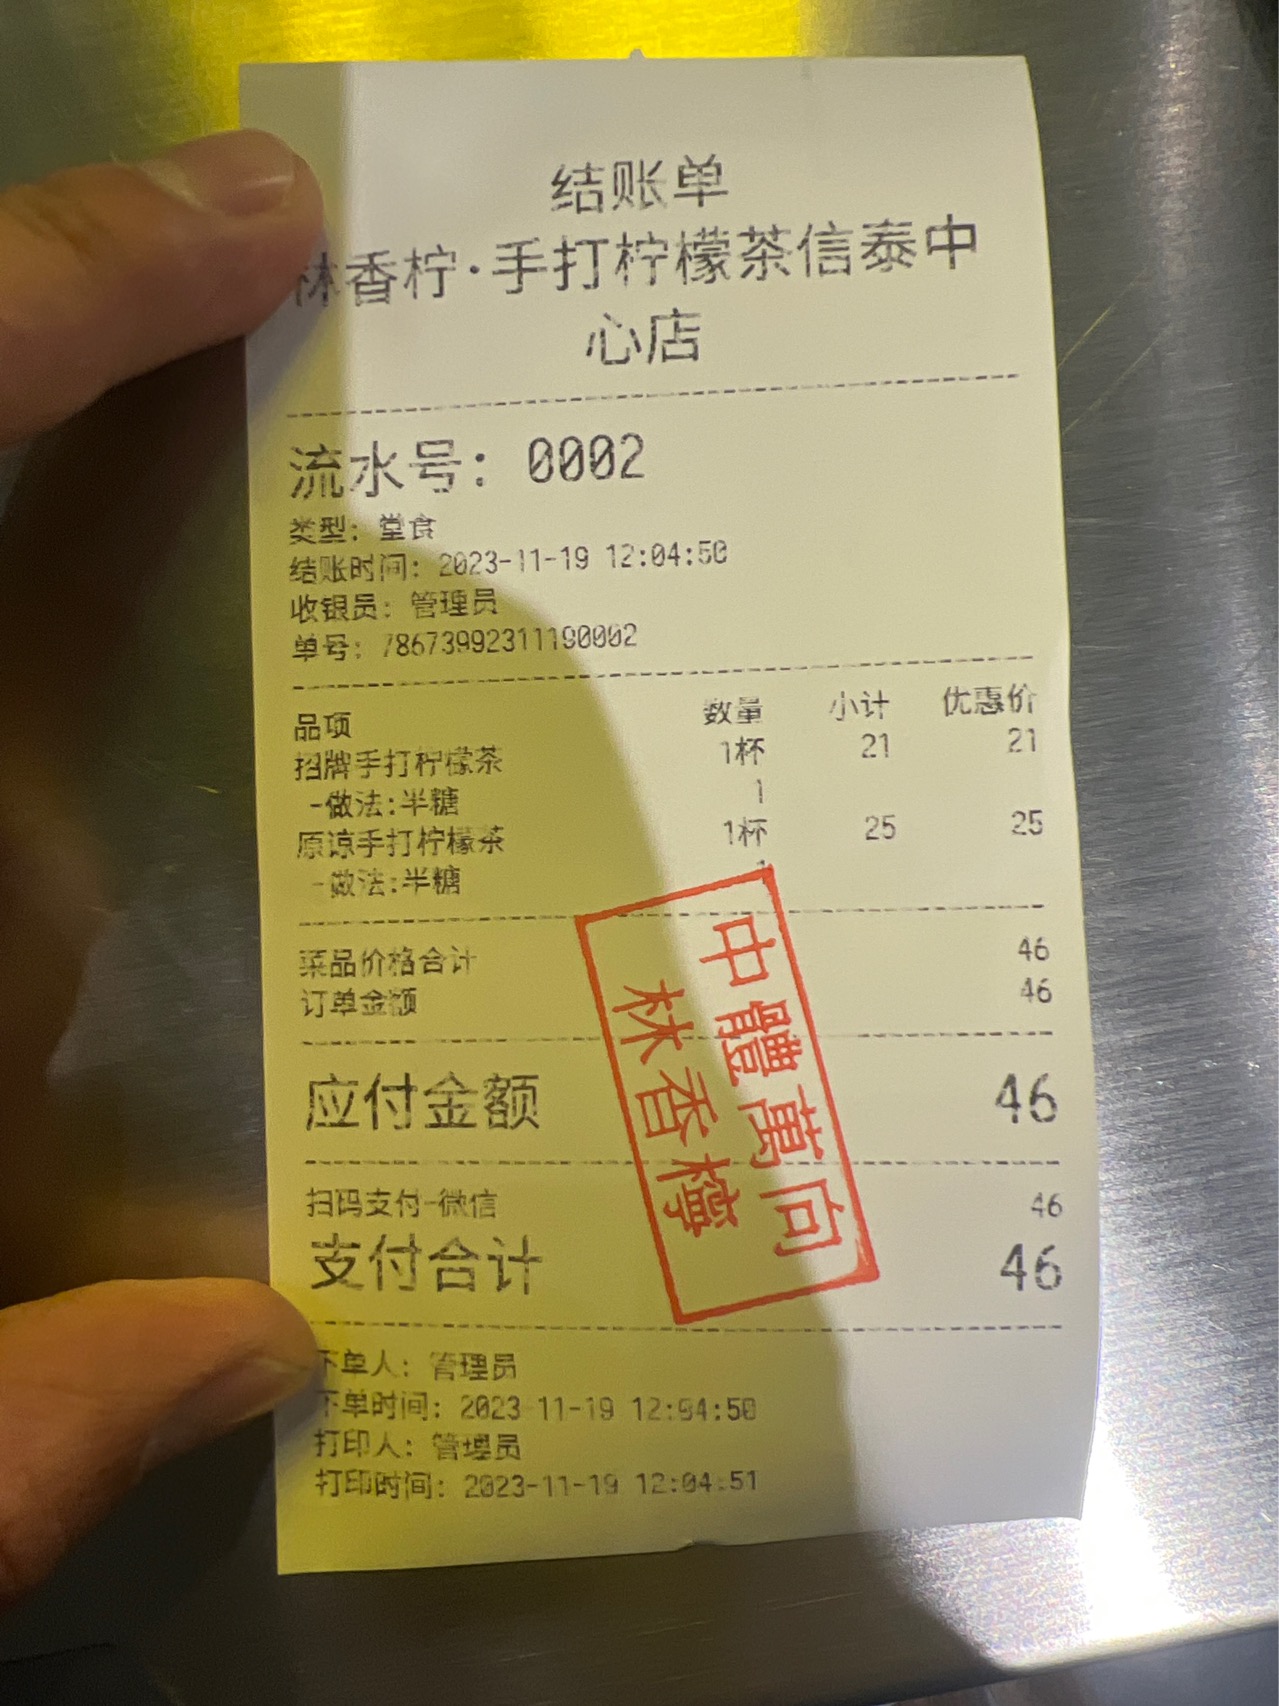 结账单
林香柠·手打柠檬茶信泰中
心店
流水号：0002
类型：堂食
结账时间：2023-11-19 12:04:50
收银员：管理员
单号：78673992311190002
品项 数量 小计 优惠价
招牌手打柠檬茶 1杯 21 21
-做法:半糖 1
原谅手打柠檬茶 1杯 25 25
-做法:半糖 1
菜品价格合计 46
订单金额 46
应付金额 46
扫码支付-微信 46
支付合计 46
中體萬向
林香檸
下单人：管理员
下单时间：2023-11-19 12:04:50
打印人：管理员
打印时间：2023-11-19 12:04:51